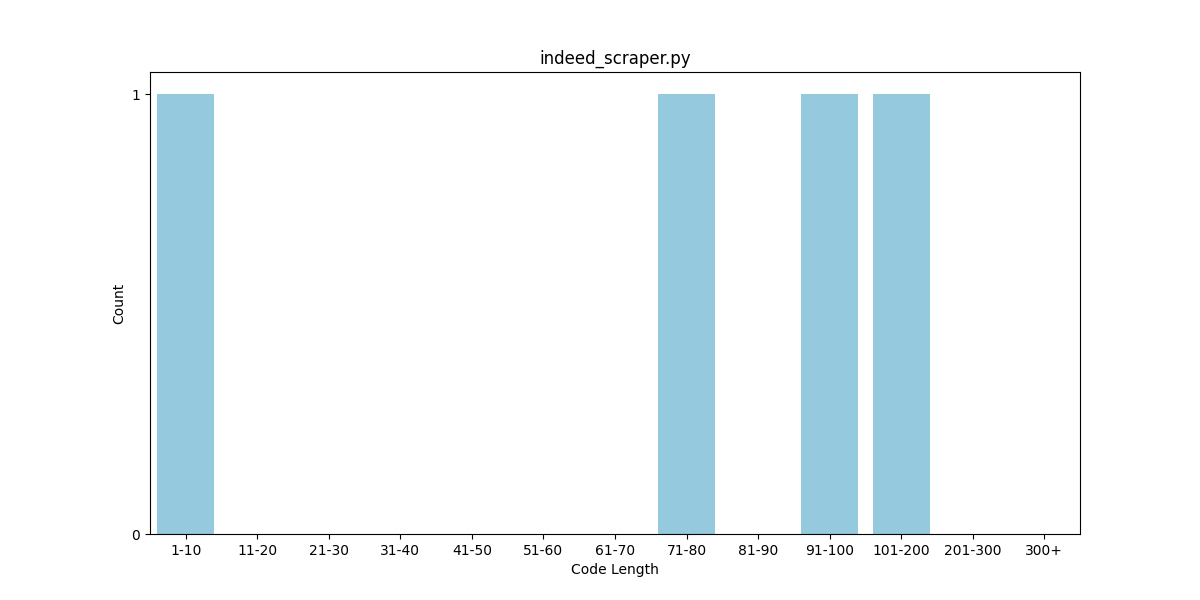 indeed_scraper.py
1
Count
0
1-10 11-20 21-30 31-40 41-50 51-60 61-70 71-80 81-90 91-100 101-200 201-300 300+
Code Length